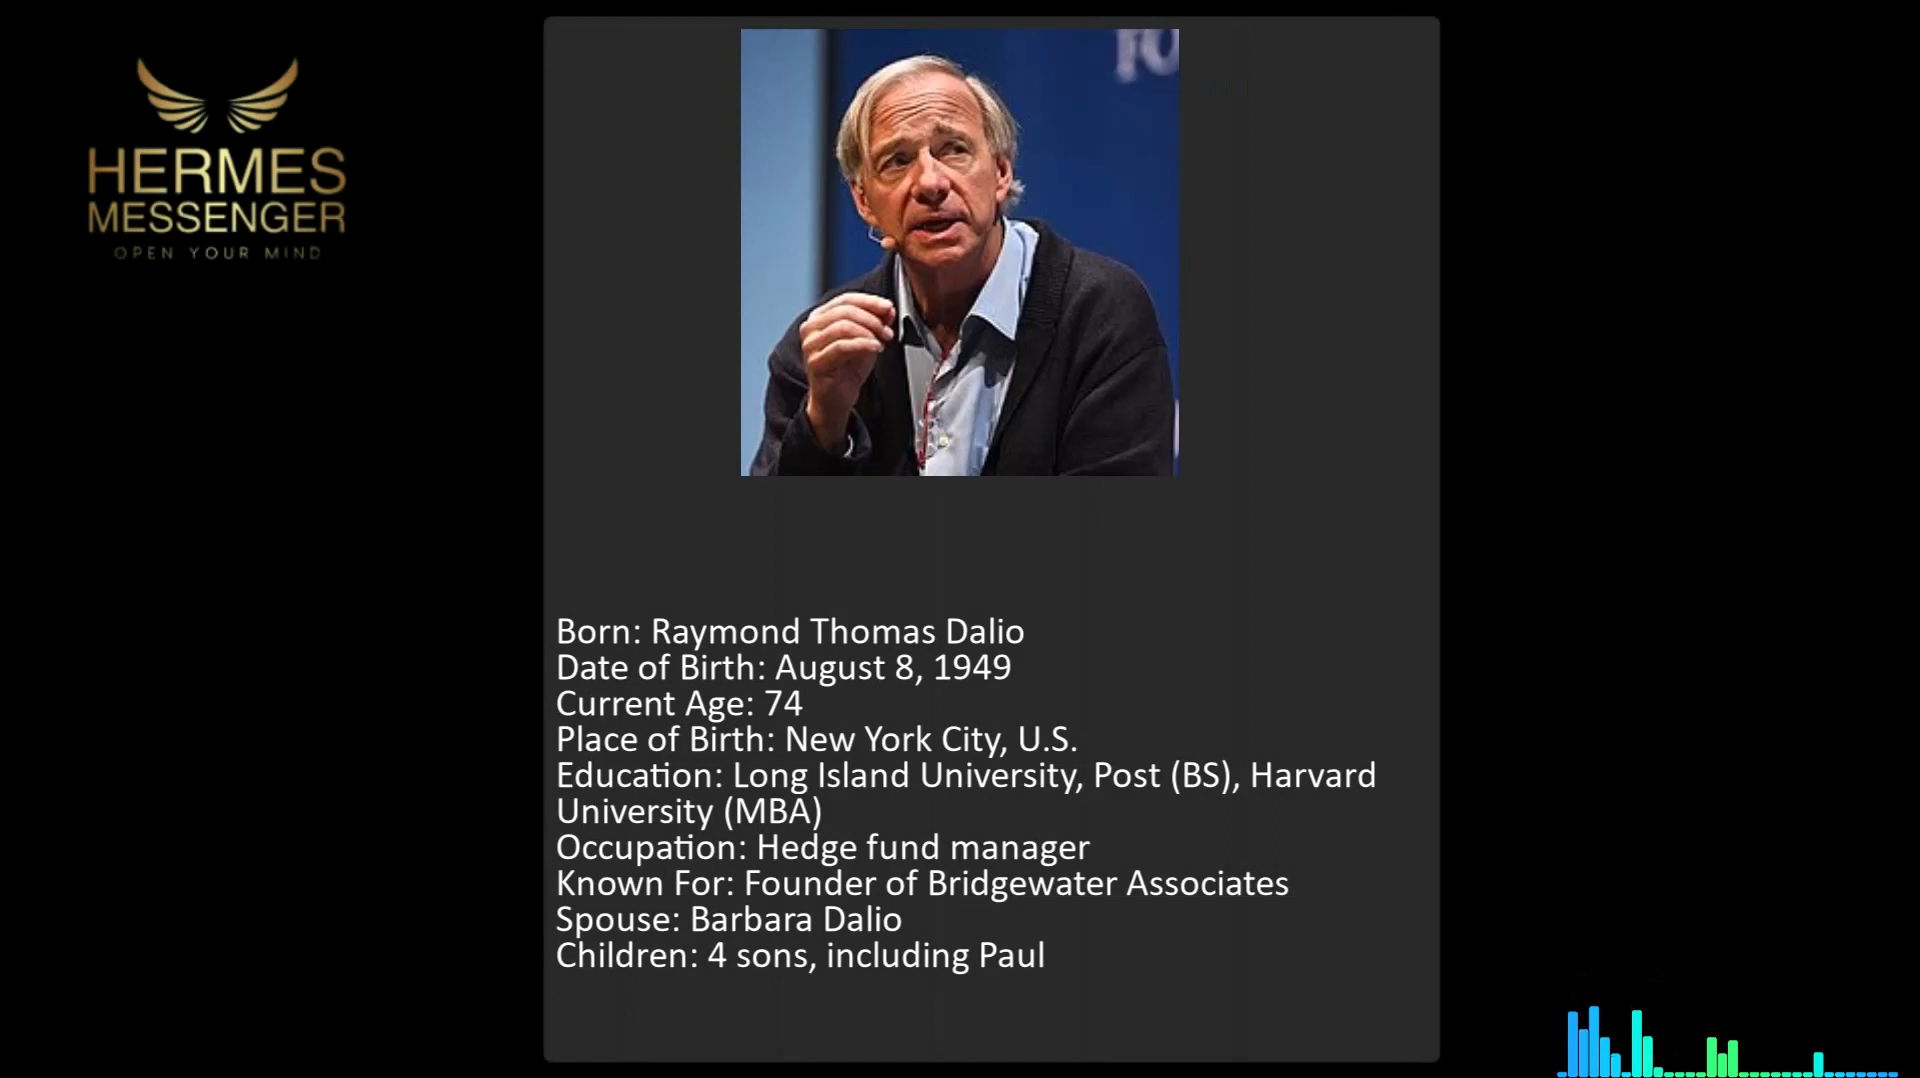 HERMES
MESSENGER
OPEN YOUR MIND
FO
Born: Raymond Thomas Dalio
Date of Birth: August 8, 1949
Current Age: 74
Place of Birth: New York City, U.S.
Education: Long Island University, Post (BS), Harvard
University (MBA)
Occupation: Hedge fund manager
Known For: Founder of Bridgewater Associates
Spouse: Barbara Dalio
Children: 4 sons, including Paul